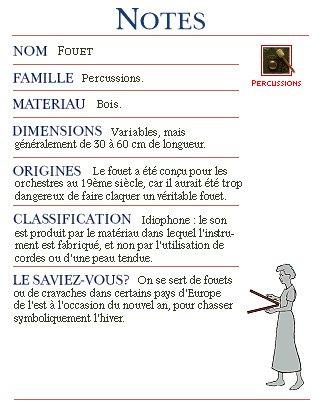 NOTES
NOM FOUET
PERCUSSIONS
FAMILLE Percussions.
MATERIAU Bois.
DIMENSIONS Variables, mais
généralement de 30 à 60 cm de longueur.
ORIGINES Le fouet a été conçu pour les
orchestres au 19ème siècle, car il aurait été trop
dangereux de faire claquer un véritable fouet.
CLASSIFICATION Idiophone : le son
est produit par le matériau dans lequel l'instru-
ment est fabriqué, et non par l'utilisation de
cordes ou d'une peau tendue.
LE SAVIEZ-VOUS? On se sert de fouets
ou de cravaches dans certains pays d'Europe
de l'est à l'occasion du nouvel an, pour chasser
symboliquement l'hiver.